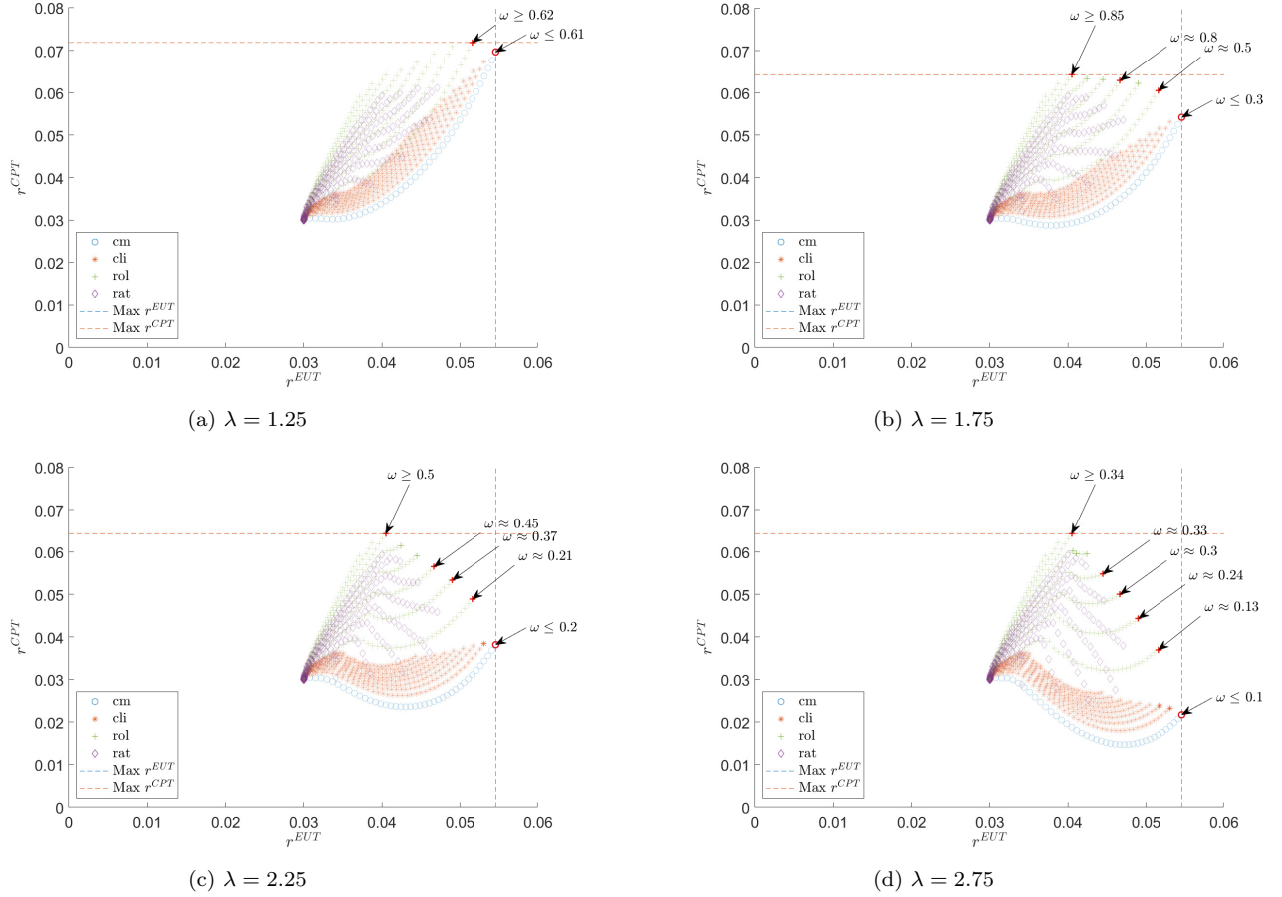 0.08
0.07
0.06
0.05
0.04
0.03
0.02
0.01
0
r^{CPT}
ω ≥ 0.62
ω ≤ 0.61
cm
cli
rol
rat
Max r^{EUT}
Max r^{CPT}
0 0.01 0.02 0.03 0.04 0.05 0.06
r^{EUT}
(a) λ = 1.25
0.08
0.07
0.06
0.05
0.04
0.03
0.02
0.01
0
r^{CPT}
ω ≥ 0.85
ω ≈ 0.8
ω ≈ 0.5
ω ≤ 0.3
cm
cli
rol
rat
Max r^{EUT}
Max r^{CPT}
0 0.01 0.02 0.03 0.04 0.05 0.06
r^{EUT}
(b) λ = 1.75
0.08
0.07
0.06
0.05
0.04
0.03
0.02
0.01
0
r^{CPT}
ω ≥ 0.5
ω ≈ 0.45
ω ≈ 0.37
ω ≈ 0.21
ω ≤ 0.2
cm
cli
rol
rat
Max r^{EUT}
Max r^{CPT}
0 0.01 0.02 0.03 0.04 0.05 0.06
r^{EUT}
(c) λ = 2.25
0.08
0.07
0.06
0.05
0.04
0.03
0.02
0.01
0
r^{CPT}
ω ≥ 0.34
ω ≈ 0.33
ω ≈ 0.3
ω ≈ 0.24
ω ≈ 0.13
ω ≤ 0.1
cm
cli
rol
rat
Max r^{EUT}
Max r^{CPT}
0 0.01 0.02 0.03 0.04 0.05 0.06
r^{EUT}
(d) λ = 2.75